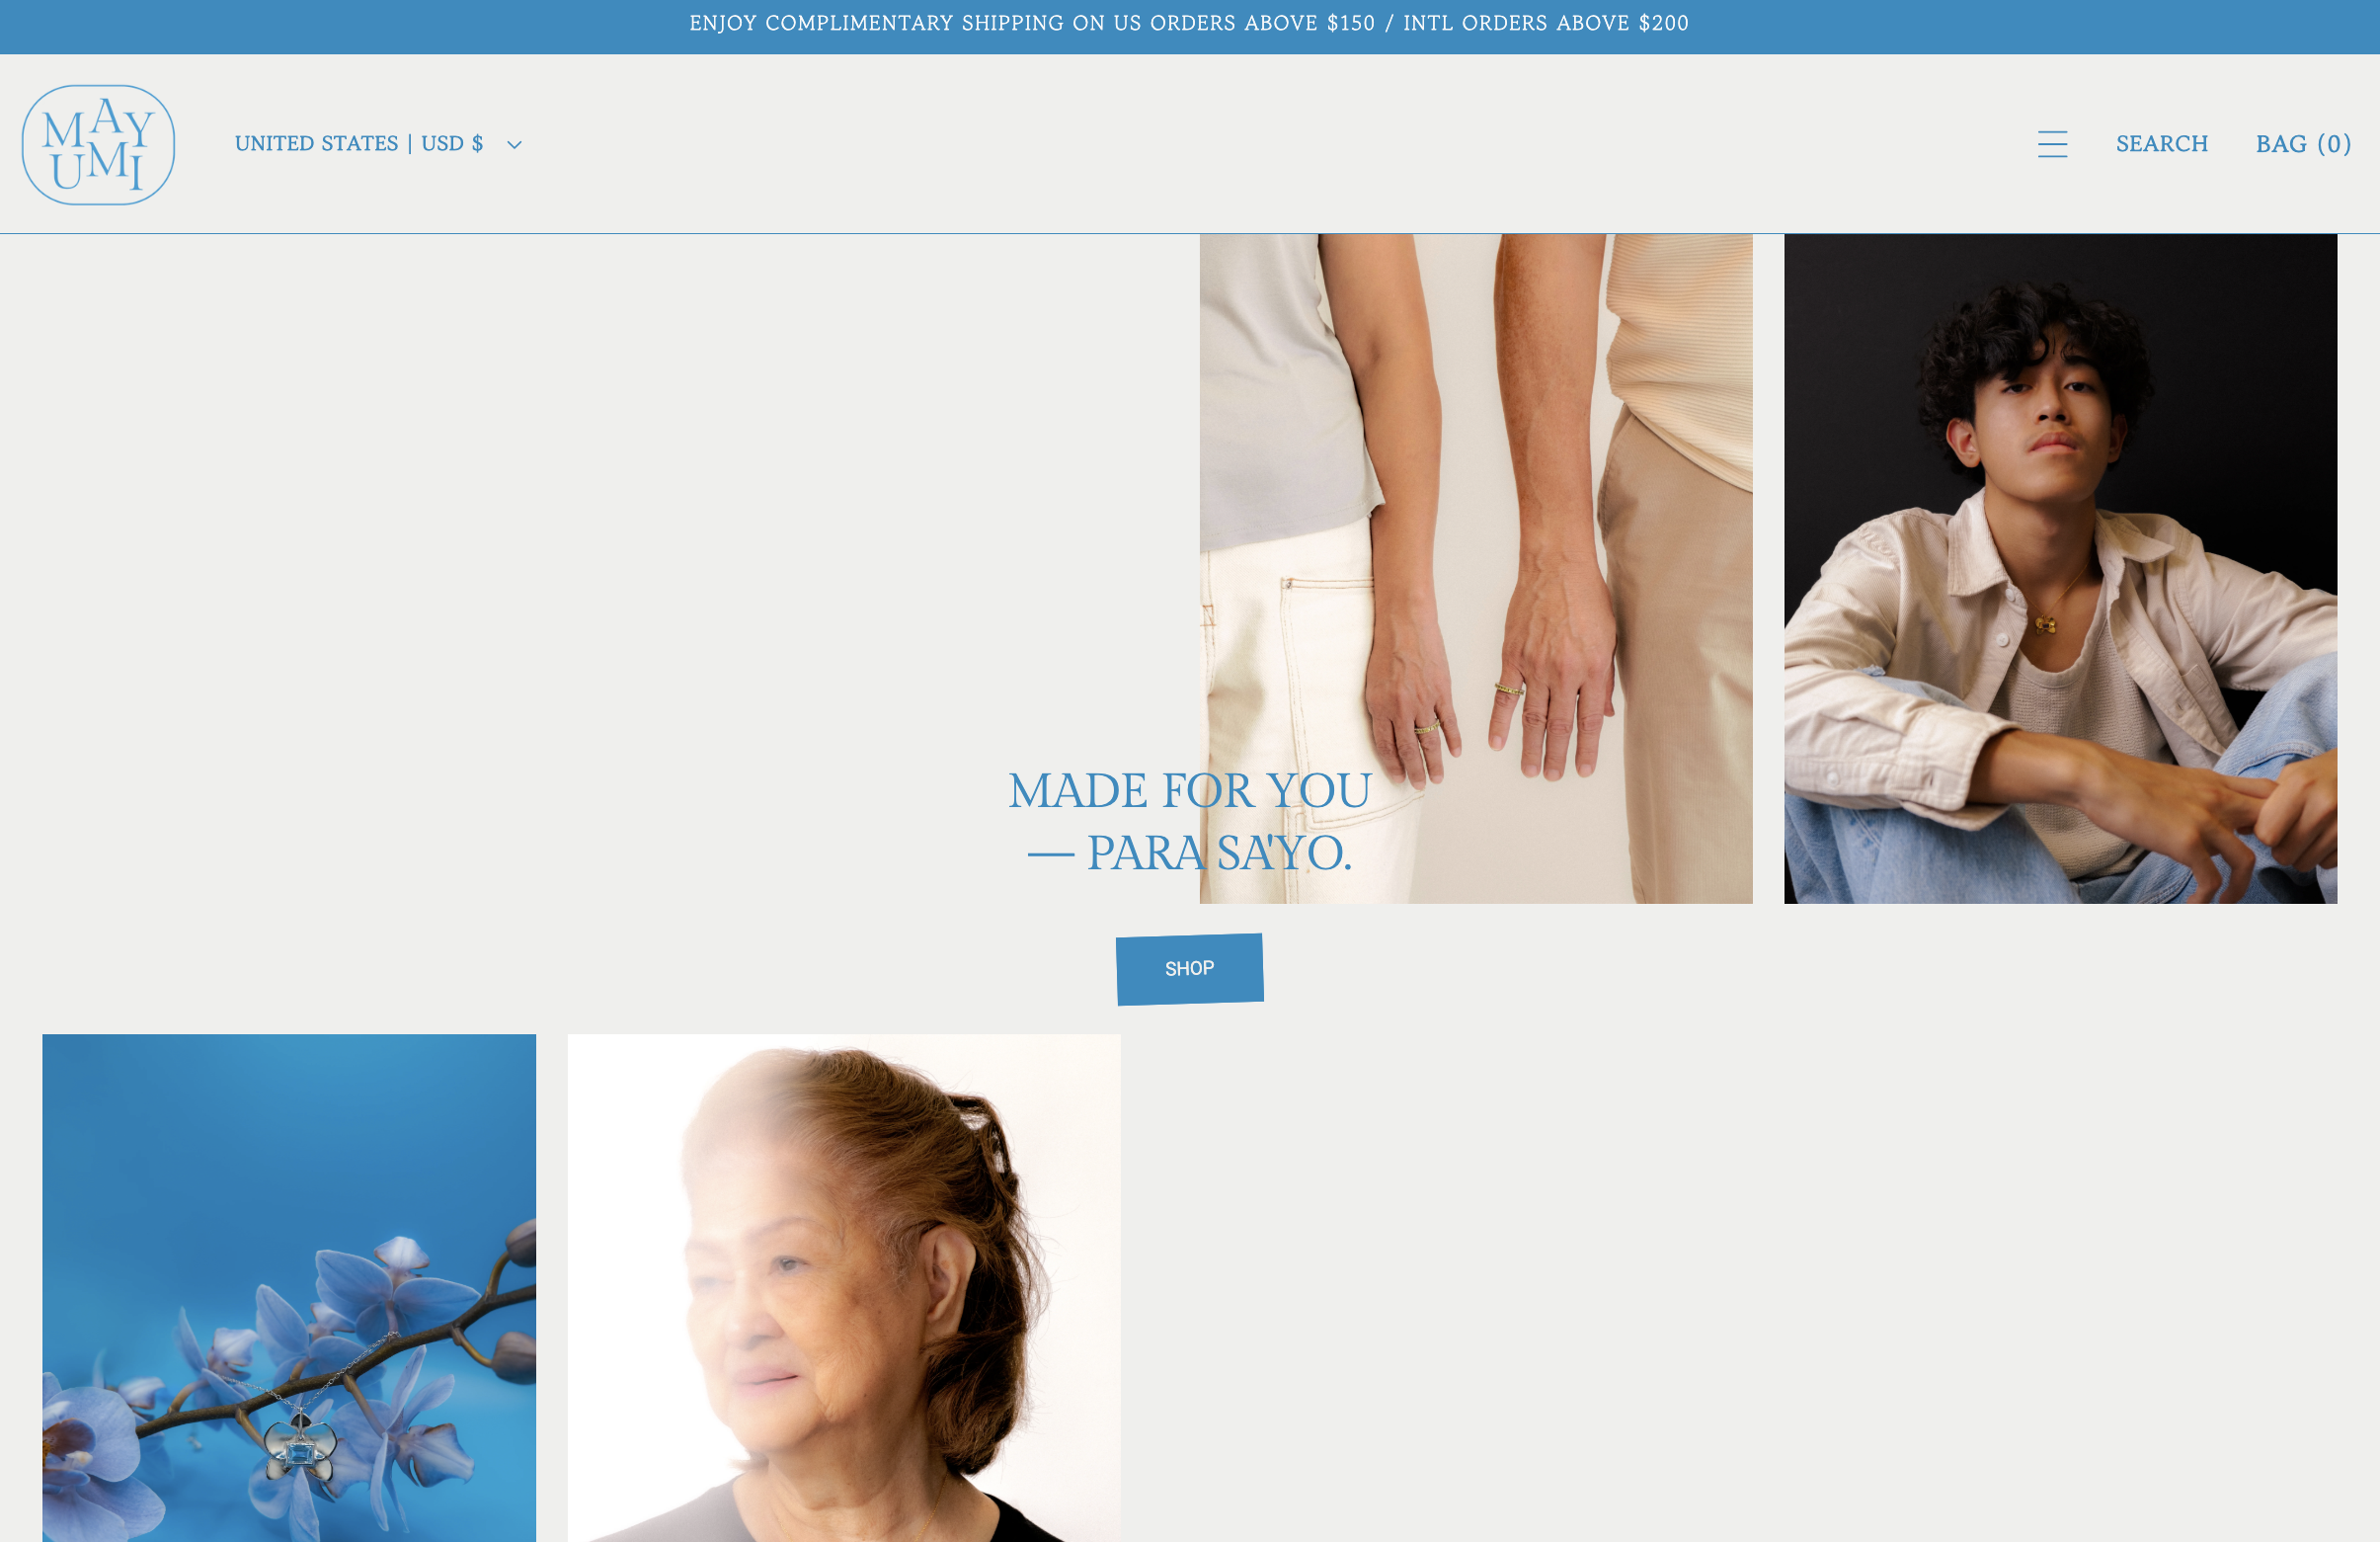 ENJOY COMPLIMENTARY SHIPPING ON US ORDERS ABOVE $150 / INTL ORDERS ABOVE $200
MAY
UMI
UNITED STATES | USD $
SEARCH
BAG (0)
MADE FOR YOU
— PARA SA'YO.
SHOP